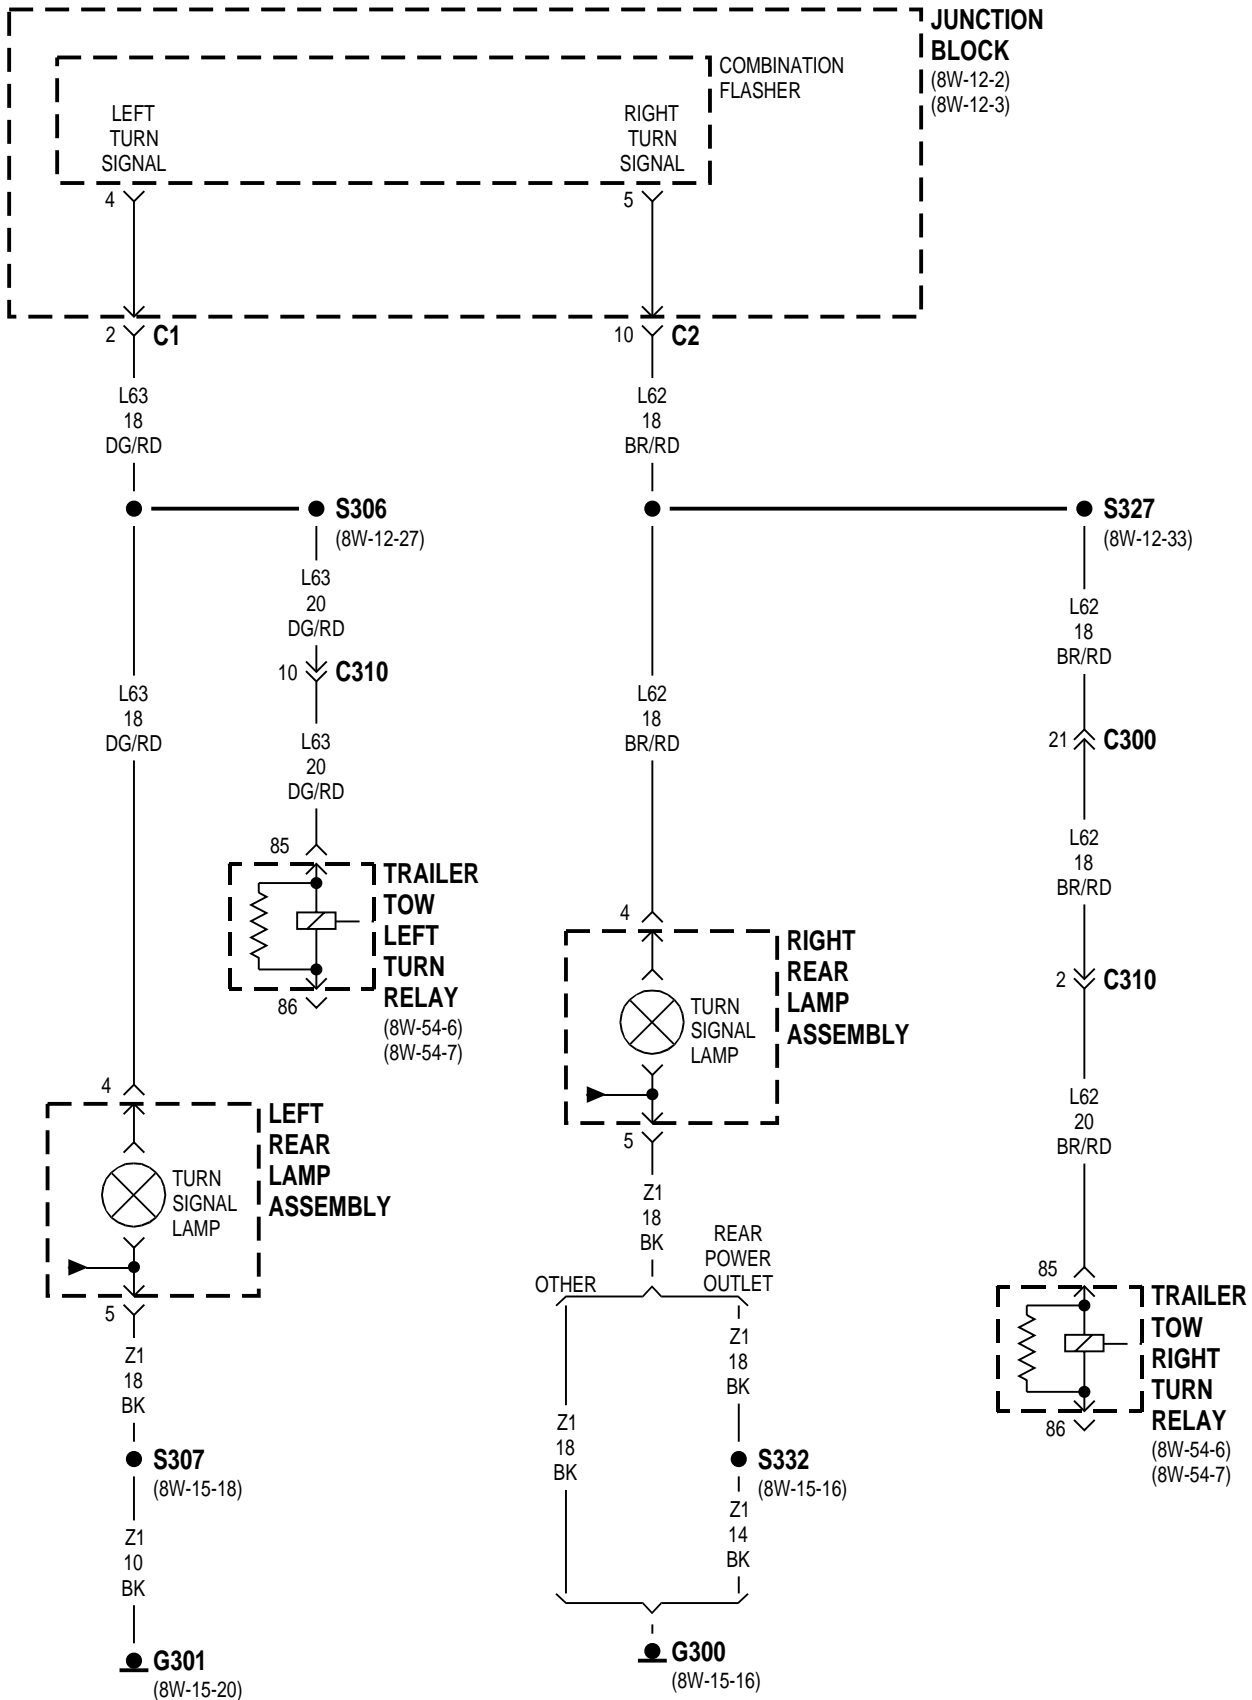 JUNCTION
BLOCK
(8W-12-2)
(8W-12-3)
COMBINATION
FLASHER
LEFT
TURN
SIGNAL
RIGHT
TURN
SIGNAL
4
5
2
C1
10
C2
L63
18
DG/RD
L62
18
BR/RD
S306
(8W-12-27)
S327
(8W-12-33)
L63
20
DG/RD
10
C310
L63
20
DG/RD
L63
18
DG/RD
L62
18
BR/RD
L62
18
BR/RD
21
C300
L62
18
BR/RD
2
C310
L62
20
BR/RD
85
TRAILER
TOW
LEFT
TURN
RELAY
(8W-54-6)
(8W-54-7)
86
4
RIGHT
REAR
LAMP
ASSEMBLY
TURN
SIGNAL
LAMP
5
4
LEFT
REAR
LAMP
ASSEMBLY
TURN
SIGNAL
LAMP
5
Z1
18
BK
S307
(8W-15-18)
Z1
10
BK
G301
(8W-15-20)
Z1
18
BK
OTHER
REAR
POWER
OUTLET
Z1
18
BK
Z1
18
BK
S332
(8W-15-16)
Z1
14
BK
G300
(8W-15-16)
85
TRAILER
TOW
RIGHT
TURN
RELAY
(8W-54-6)
(8W-54-7)
86